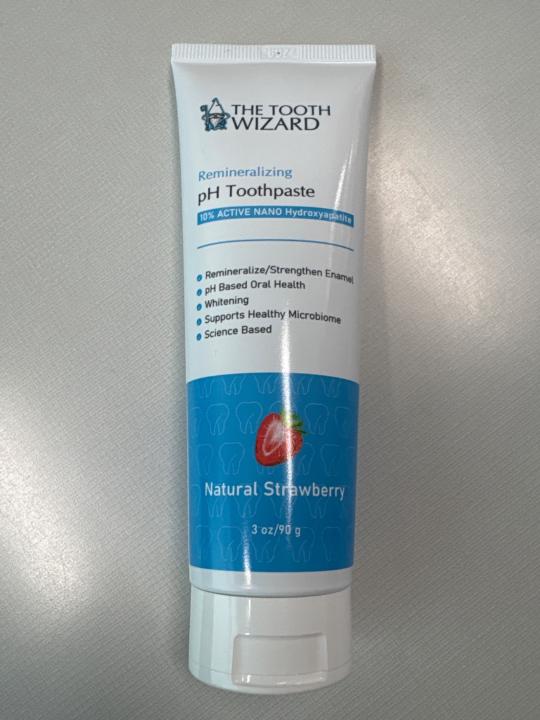 THE TOOTH
WIZARD
Remineralizing
pH Toothpaste
10% ACTIVE NANO Hydroxyapatite
Remineralize/Strengthen Enamel
pH Based Oral Health
Whitening
Supports Healthy Microbiome
Science Based
Natural Strawberry
3 oz/90 g